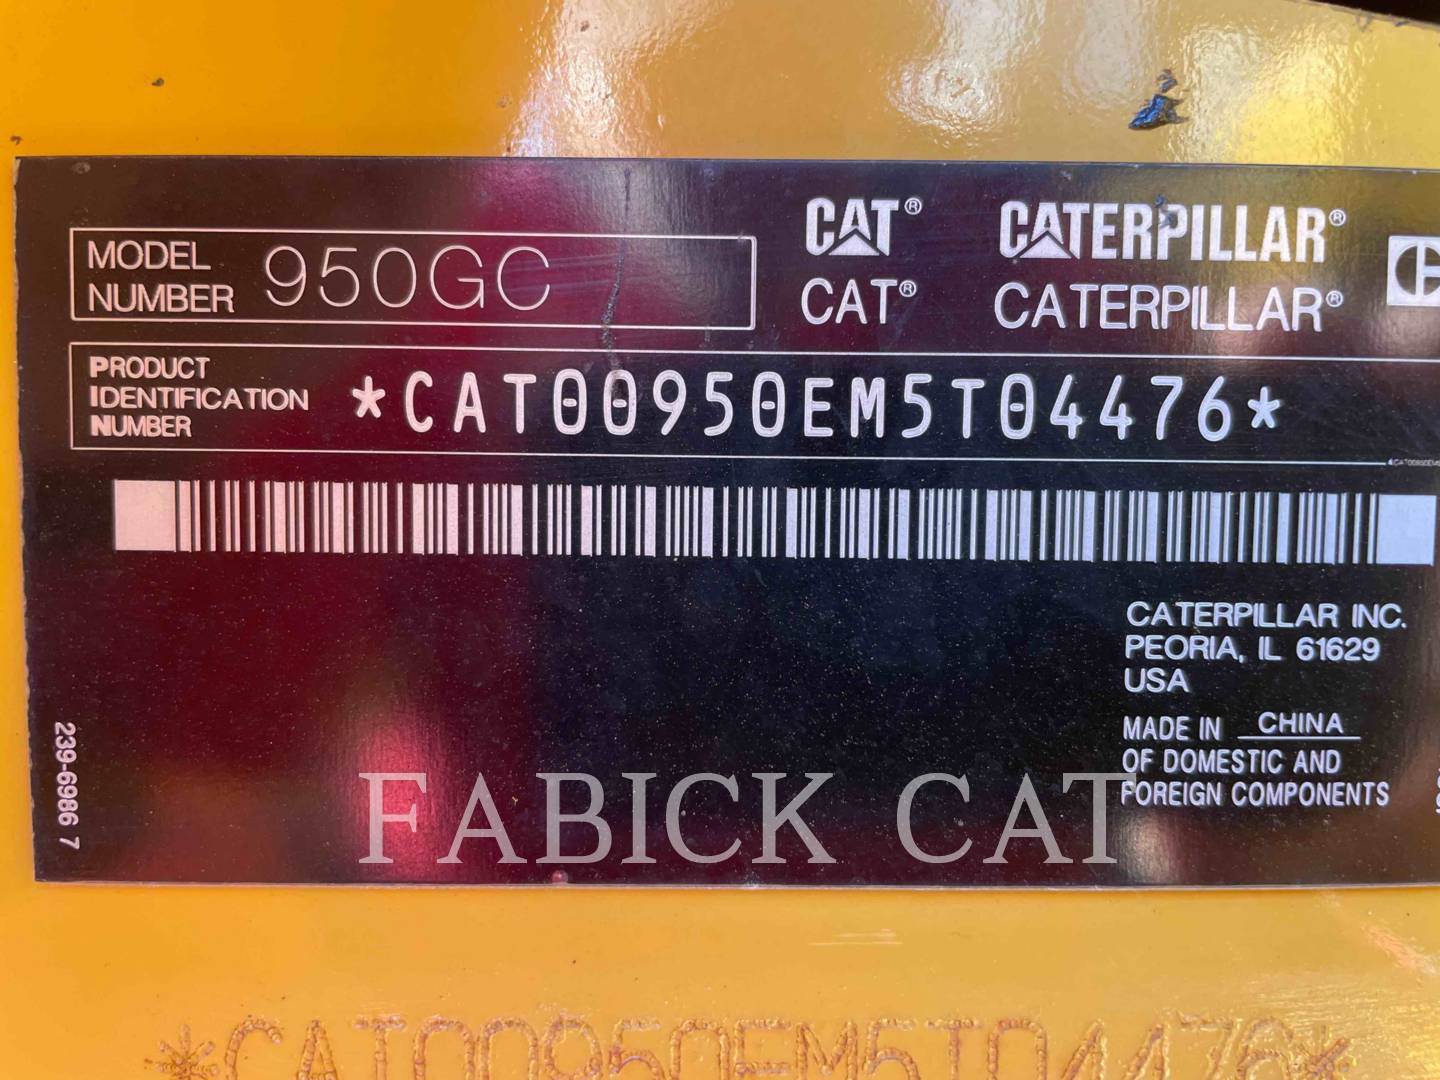 MODEL
NUMBER 950GC
CAT® CATERPILLAR®
CAT® CATERPILLAR®
PRODUCT
IDENTIFICATION
NUMBER
*CAT00950EM5T04476*
CATERPILLAR INC.
PEORIA, IL 61629
USA
MADE IN CHINA
OF DOMESTIC AND
FOREIGN COMPONENTS
239-6986 7
FABICK CAT
*CAT00950EM5T04476*